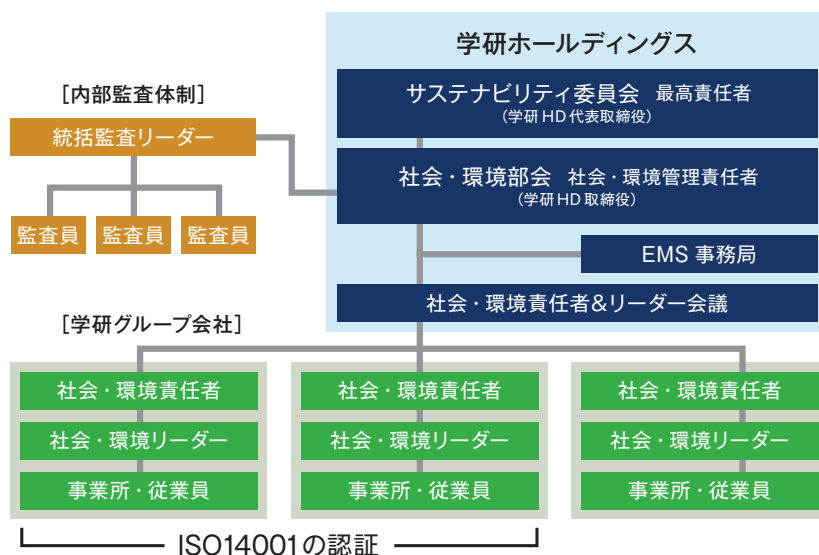 学研ホールディングス
サステナビリティ委員会 最高責任者
(学研HD代表取締役)
[内部監査体制]
統括監査リーダー
社会・環境部会 社会・環境管理責任者
(学研HD取締役)
監査員 監査員 監査員
EMS 事務局
社会・環境責任者&リーダー会議
[学研グループ会社]
社会・環境責任者 社会・環境責任者 社会・環境責任者
社会・環境リーダー 社会・環境リーダー 社会・環境リーダー
事業所・従業員 事業所・従業員 事業所・従業員
ISO14001の認証